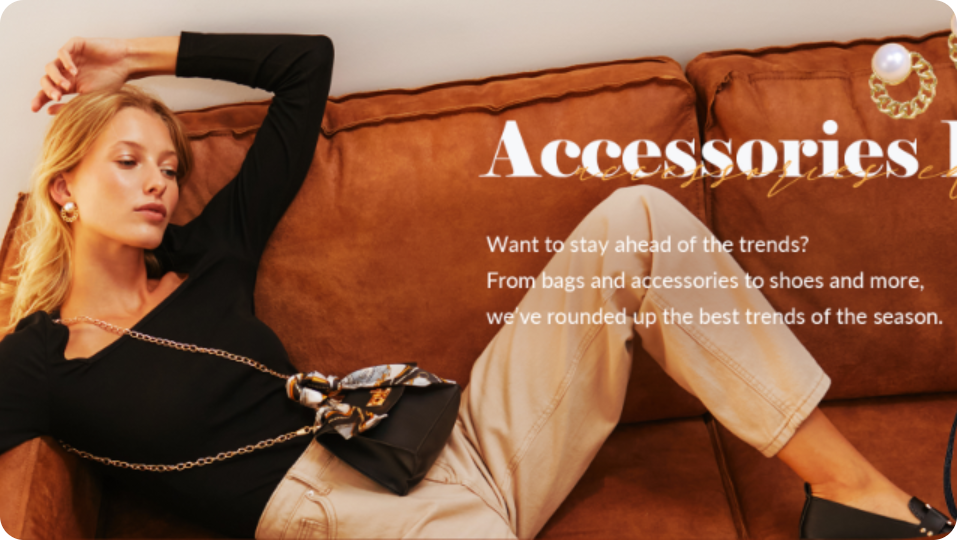 Accessories
accessories
Want to stay ahead of the trends?
From bags and accessories to shoes and more,
we've rounded up the best trends of the season.